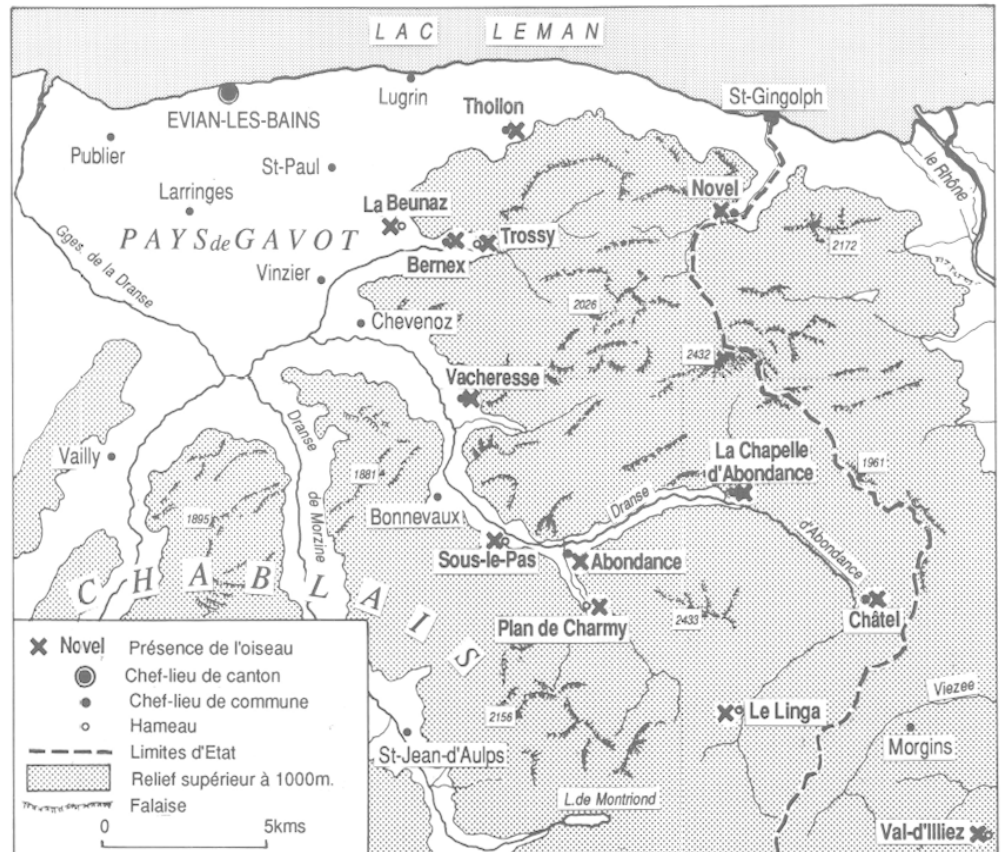 LAC LEMAN
Lugrin
EVIAN-LES-BAINS
Thollon
St-Gingolph
Publier
St-Paul
le Rhône
Larringes
La Beunaz
Novel
PAYS de GAVOT
Trossy
2172
Bernex
Gges. de la Dranse
Vinzier
2026
Chevenoz
2432
Vacheresse
Vailly
Dranse
de Morzine
1881
La Chapelle
d'Abondance
1961
Bonnevaux
Dranse
d'Abondance
1895
Sous-le-Pas
Abondance
CHABLAIS
Plan de Charmy
2433
Châtel
Novel Présence de l'oiseau
Chef-lieu de canton
Chef-lieu de commune
Hameau
Limites d'Etat
Relief supérieur à 1000m.
Falaise
0 5kms
2156
Le Linga
Viezee
Morgins
St-Jean-d'Aulps
L. de Montriond
Val-d'Illiez